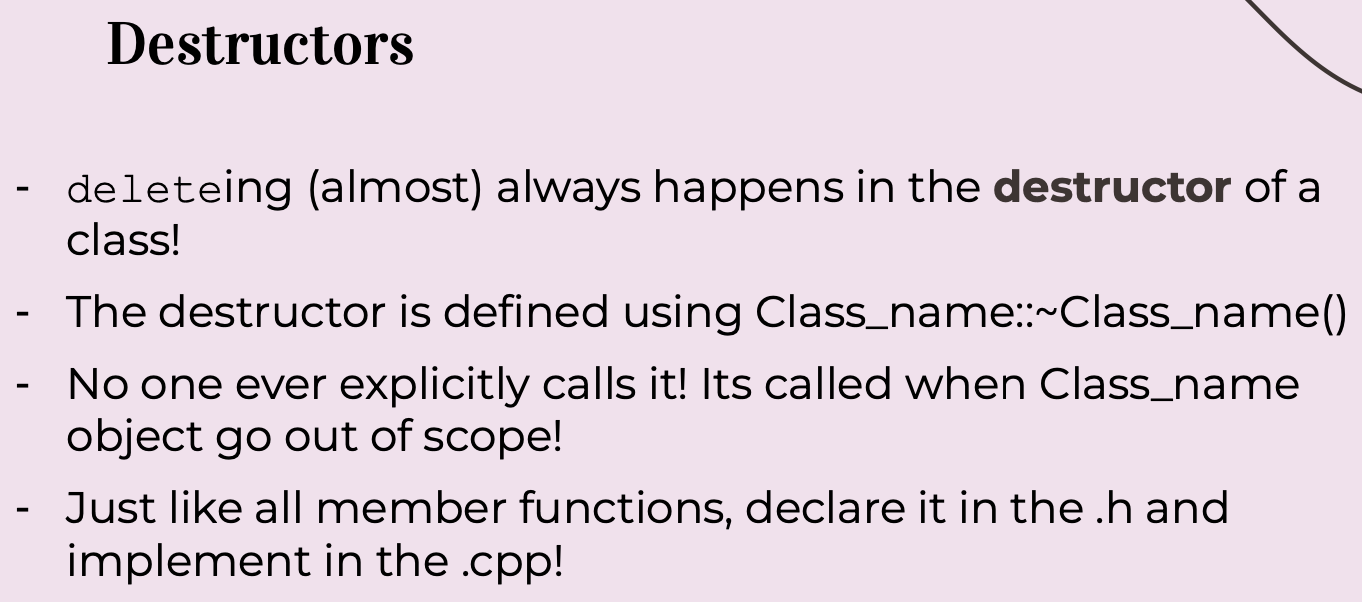 Destructors
- deleteing (almost) always happens in the destructor of a
class!
- The destructor is defined using Class_name::~Class_name()
- No one ever explicitly calls it! Its called when Class_name
object go out of scope!
- Just like all member functions, declare it in the .h and
implement in the .cpp!